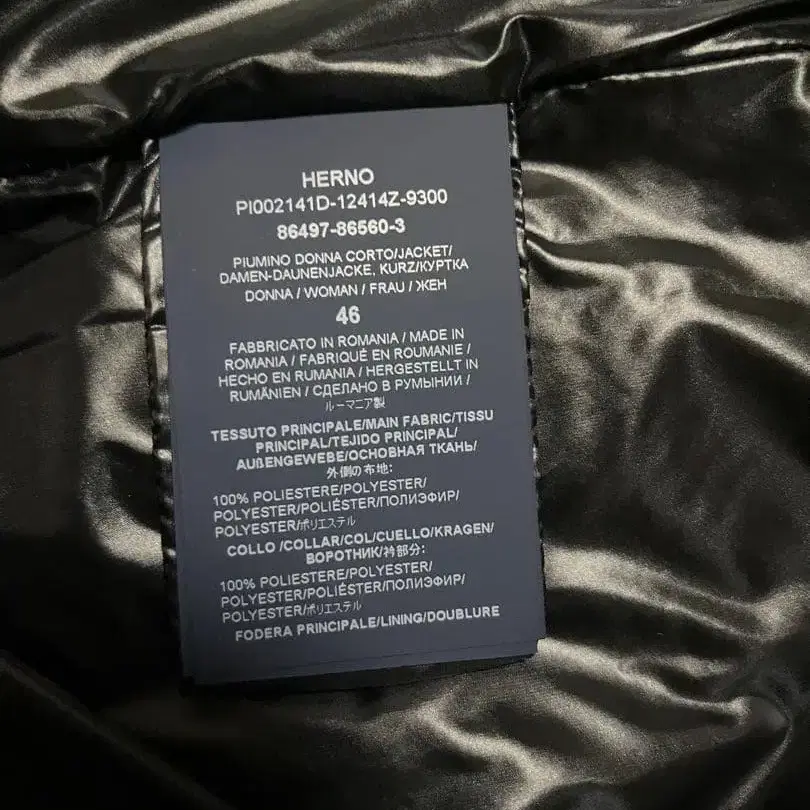 HERNO
PI002141D-12414Z-9300
86497-86560-3
PIUMINO DONNA CORTO/JACKET/
DAMEN-DAUNENJACKE, KURZ/КУРТКА
DONNA / WOMAN / FRAU / ЖЕН
46
FABBRICATO IN ROMANIA / MADE IN
ROMANIA / FABRIQUÉ EN ROUMANIE /
HECHO EN RUMANIA / HERGESTELLT IN
RUMÄNIEN / СДЕЛАНО В РУМЫНИИ /
ルーマニア製
TESSUTO PRINCIPALE/MAIN FABRIC/TISSU
PRINCIPAL/TEJIDO PRINCIPAL/
AUßENGEWEBE/ОСНОВНАЯ ТКАНЬ/
外側の布地:
100% POLIESTERE/POLYESTER/
POLYESTER/POLIÉSTER/ПОЛИЭФИР/
POLYESTER/ポリエステル
COLLO /COLLAR/COL/CUELLO/KRAGEN/
ВОРОТНИК/衿部分:
100% POLIESTERE/POLYESTER/
POLYESTER/POLIÉSTER/ПОЛИЭФИР/
POLYESTER/ポリエステル
FODERA PRINCIPALE/LINING/DOUBLURE